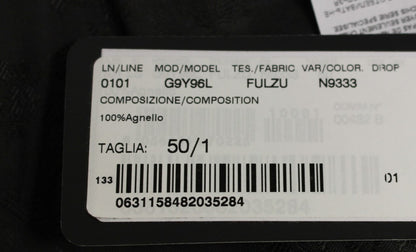 LN/LINE MOD/MODEL TES./FABRIC VAR/COLOR. DROP
0101 G9Y96L FULZU N9333
COMPOSIZIONE/COMPOSITION
100%Agnello
TAGLIA: 50/1
133 01
0631158482035284